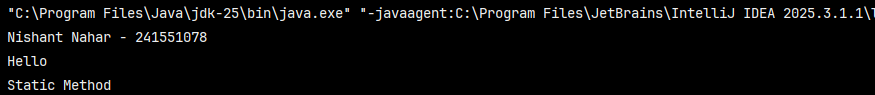 "C:\Program Files\Java\jdk-25\bin\java.exe" "-javaagent:C:\Program Files\JetBrains\IntelliJ IDEA 2025.3.1.1\
Nishant Nahar - 241551078
Hello
Static Method